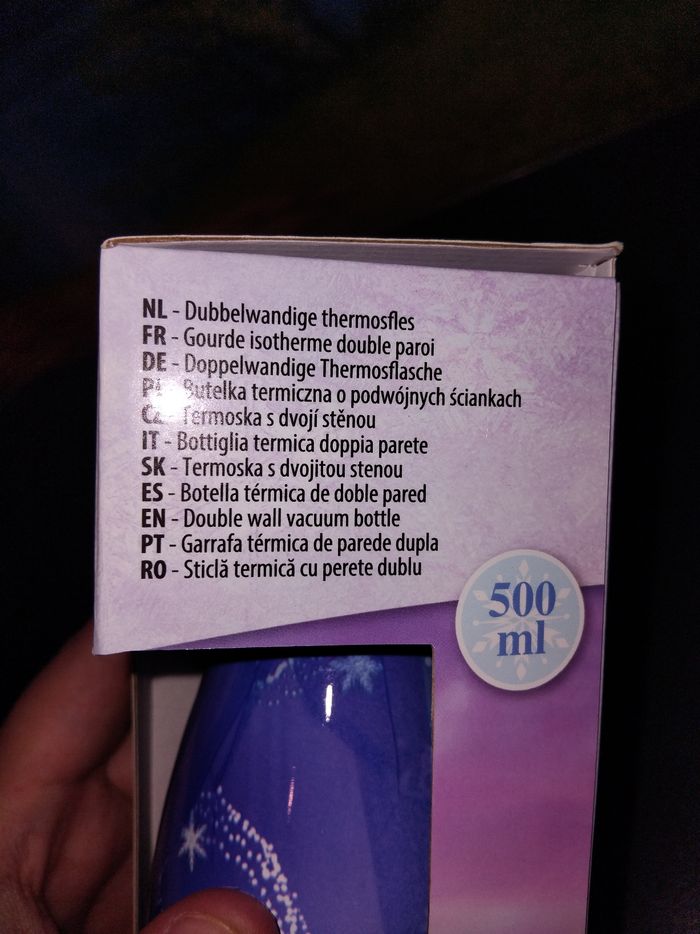 NL - Dubbelwandige thermosfles
FR - Gourde isotherme double paroi
DE - Doppelwandige Thermosflasche
PL - Butelka termiczna o podwójnych ściankach
CZ - Termoska s dvojí stěnou
IT - Bottiglia termica doppia parete
SK - Termoska s dvojitou stenou
ES - Botella térmica de doble pared
EN - Double wall vacuum bottle
PT - Garrafa térmica de parede dupla
RO - Sticlă termică cu perete dublu
500
ml